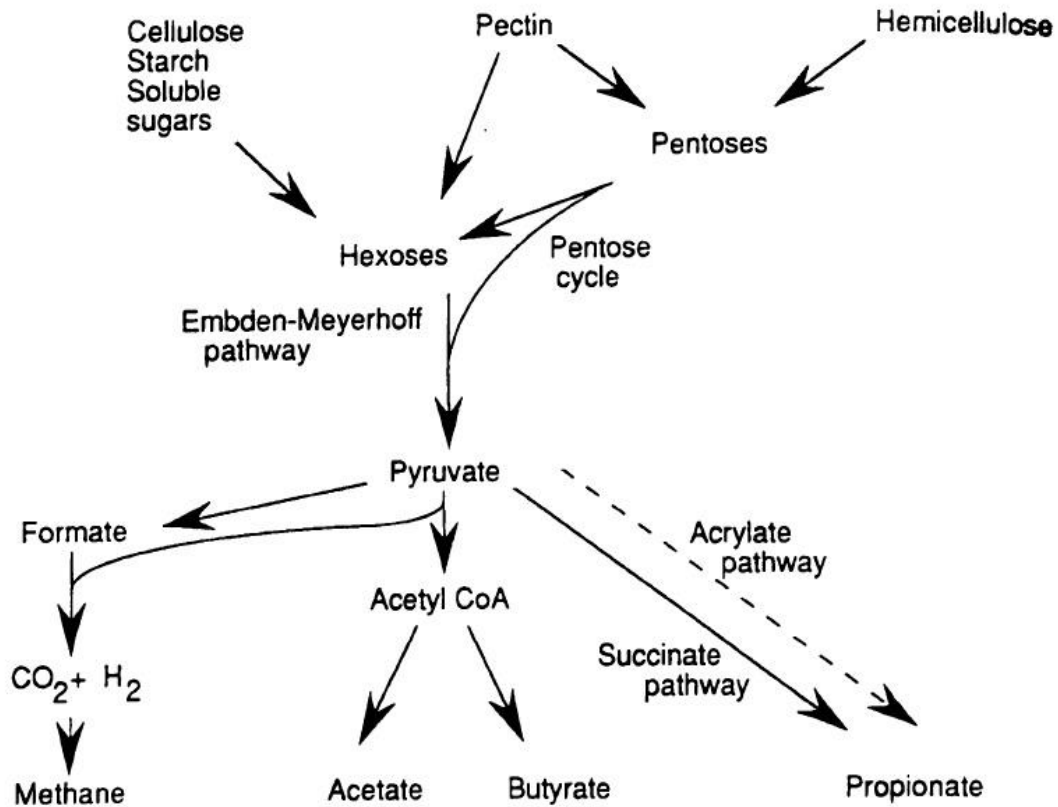 Cellulose
Starch
Soluble
sugars
Pectin
Hemicellulose
Pentoses
Hexoses
Pentose
cycle
Embden-Meyerhoff
pathway
Pyruvate
Formate
Acrylate
pathway
Acetyl CoA
Succinate
pathway
CO2+ H2
Methane
Acetate
Butyrate
Propionate